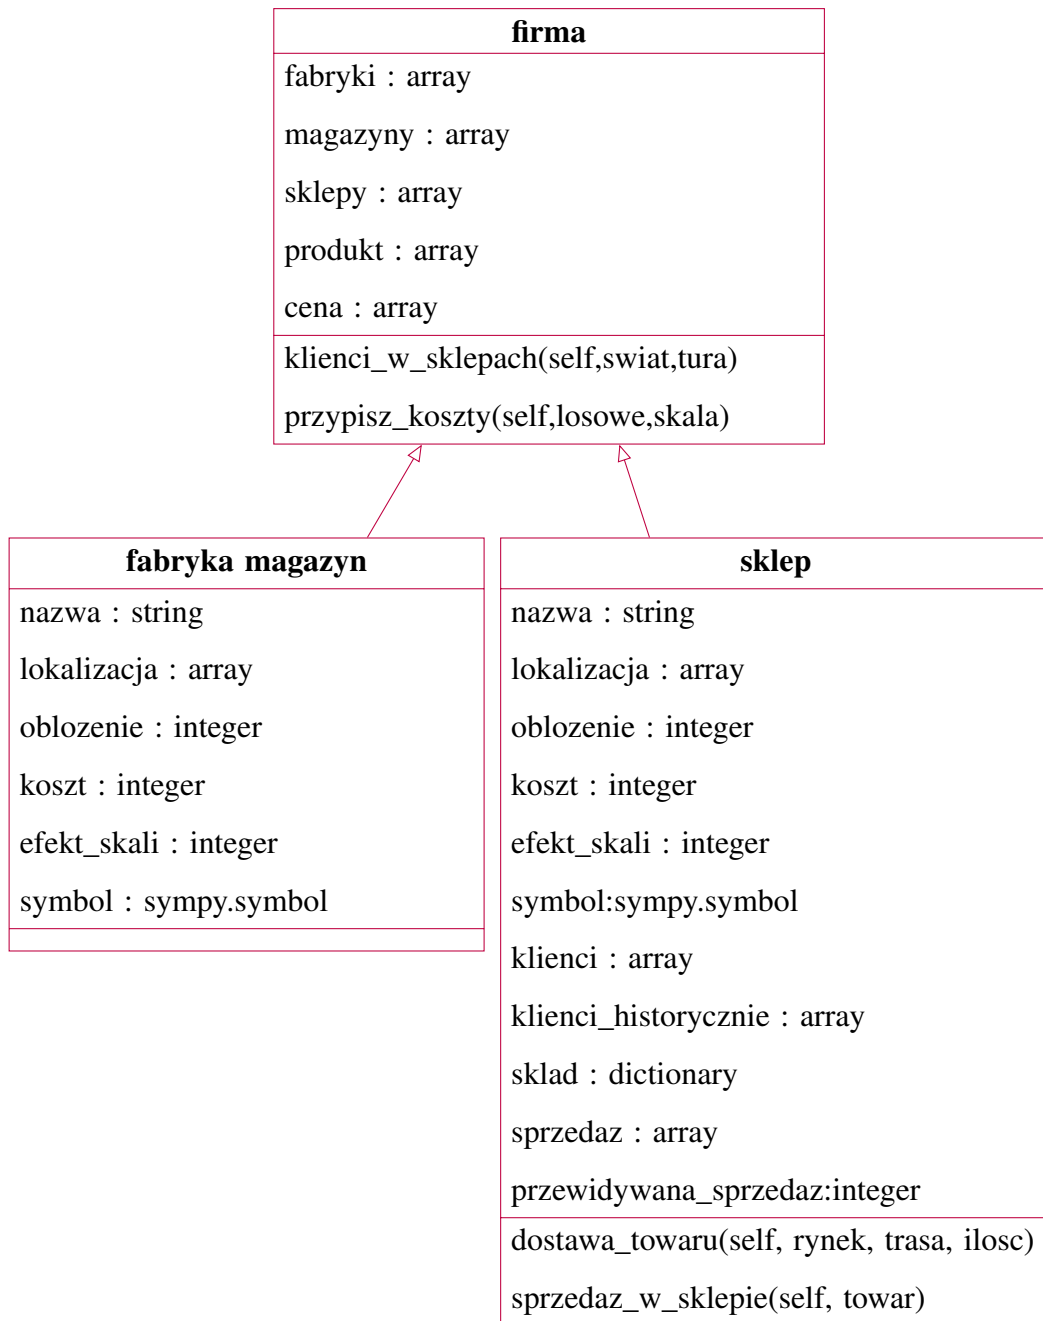 firma
fabryki : array
magazyny : array
sklepy : array
produkt : array
cena : array
klienci_w_sklepach(self,swiat,tura)
przypisz_koszty(self,losowe,skala)
fabryka magazyn
nazwa : string
lokalizacja : array
oblozenie : integer
koszt : integer
efekt_skali : integer
symbol : sympy.symbol
sklep
nazwa : string
lokalizacja : array
oblozenie : integer
koszt : integer
efekt_skali : integer
symbol:sympy.symbol
klienci : array
klienci_historycznie : array
sklad : dictionary
sprzedaz : array
przewidywana_sprzedaz:integer
dostawa_towaru(self, rynek, trasa, ilosc)
sprzedaz_w_sklepie(self, towar)